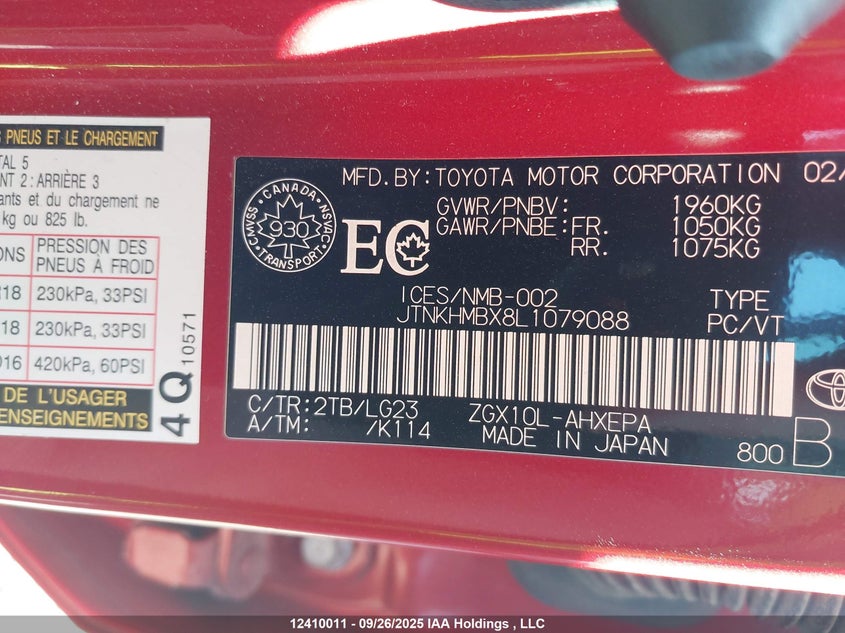 PNEUS ET LE CHARGEMENT
TAL 5
NT 2: ARRIÈRE 3
ants et du chargement ne
kg ou 825 lb.
ONS
PRESSION DES
PNEUS À FROID
R18
230kPa, 33PSI
18
230kPa, 33PSI
D16
420kPa, 60PSI
DE L'USAGER
ENSEIGNEMENTS
4Q 10571
MFD.BY:TOYOTA MOTOR CORPORATION 02/
GVWR/PNBV: 1960KG
GAWR/PNBE:FR. 1050KG
RR. 1075KG
CANADA
CMVSS
NSVAC
930
TRANSPORT
EC
ICES/NMB-002
TYPE
JTNKHMBX8L1079088
PC/VT
C/TR:2TB/LG23 ZGX10L-AHXEPA
A/TM: /K114 MADE IN JAPAN
800 B
12410011 - 09/26/2025 IAA Holdings , LLC